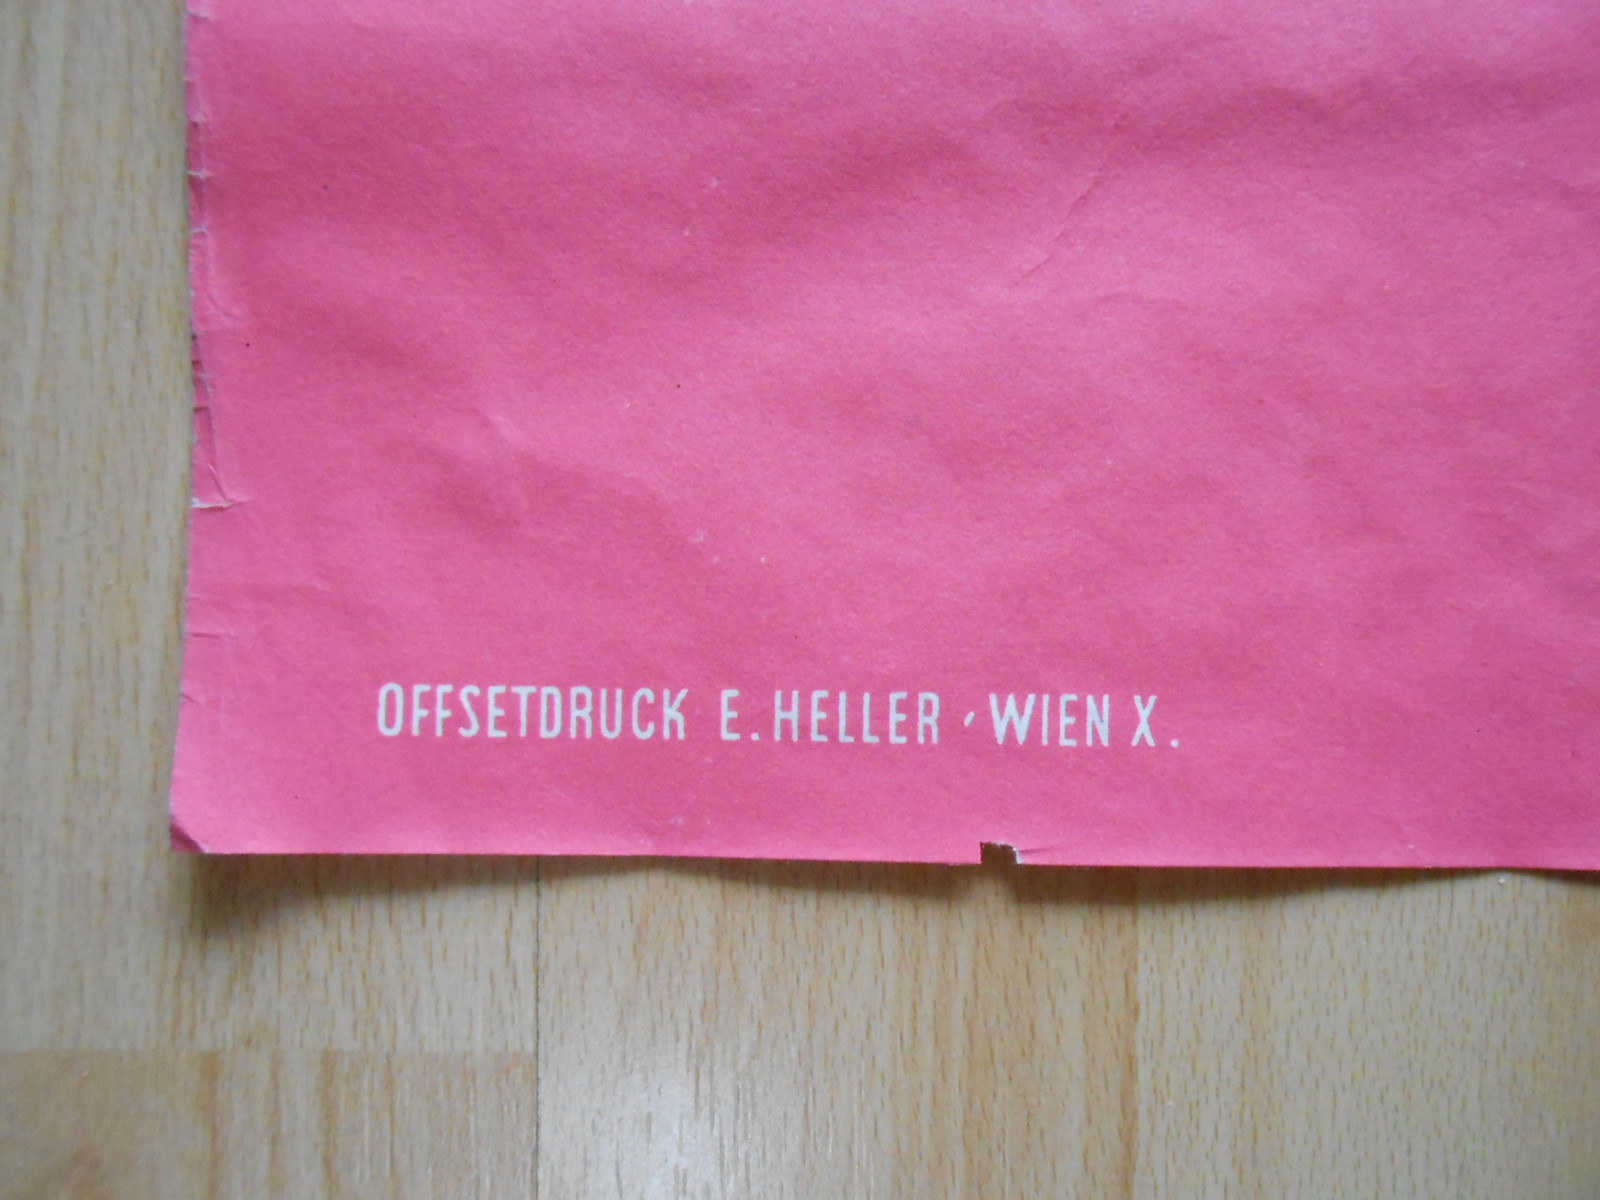 OFFSETDRUCK E. HELLER · WIEN X.